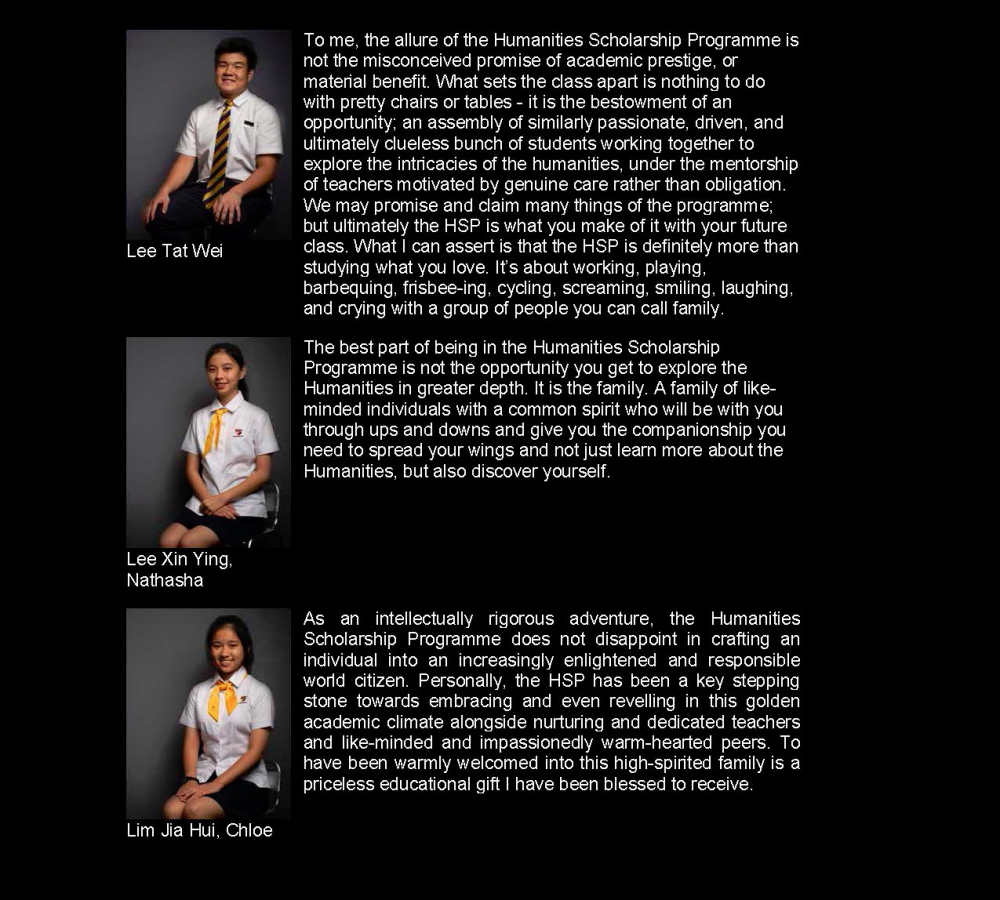 To me, the allure of the Humanities Scholarship Programme is
not the misconceived promise of academic prestige, or
material benefit. What sets the class apart is nothing to do
with pretty chairs or tables - it is the bestowment of an
opportunity; an assembly of similarly passionate, driven, and
ultimately clueless bunch of students working together to
explore the intricacies of the humanities, under the mentorship
of teachers motivated by genuine care rather than obligation.
We may promise and claim many things of the programme;
but ultimately the HSP is what you make of it with your future
class. What I can assert is that the HSP is definitely more than
studying what you love. It's about working, playing,
barbequing, frisbee-ing, cycling, screaming, smiling, laughing,
and crying with a group of people you can call family.
Lee Tat Wei
The best part of being in the Humanities Scholarship
Programme is not the opportunity you get to explore the
Humanities in greater depth. It is the family. A family of like-
minded individuals with a common spirit who will be with you
through ups and downs and give you the companionship you
need to spread your wings and not just learn more about the
Humanities, but also discover yourself.
Lee Xin Ying,
Nathasha
As an intellectually rigorous adventure, the Humanities
Scholarship Programme does not disappoint in crafting an
individual into an increasingly enlightened and responsible
world citizen. Personally, the HSP has been a key stepping
stone towards embracing and even revelling in this golden
academic climate alongside nurturing and dedicated teachers
and like-minded and impassionedly warm-hearted peers. To
have been warmly welcomed into this high-spirited family is a
priceless educational gift I have been blessed to receive.
Lim Jia Hui, Chloe